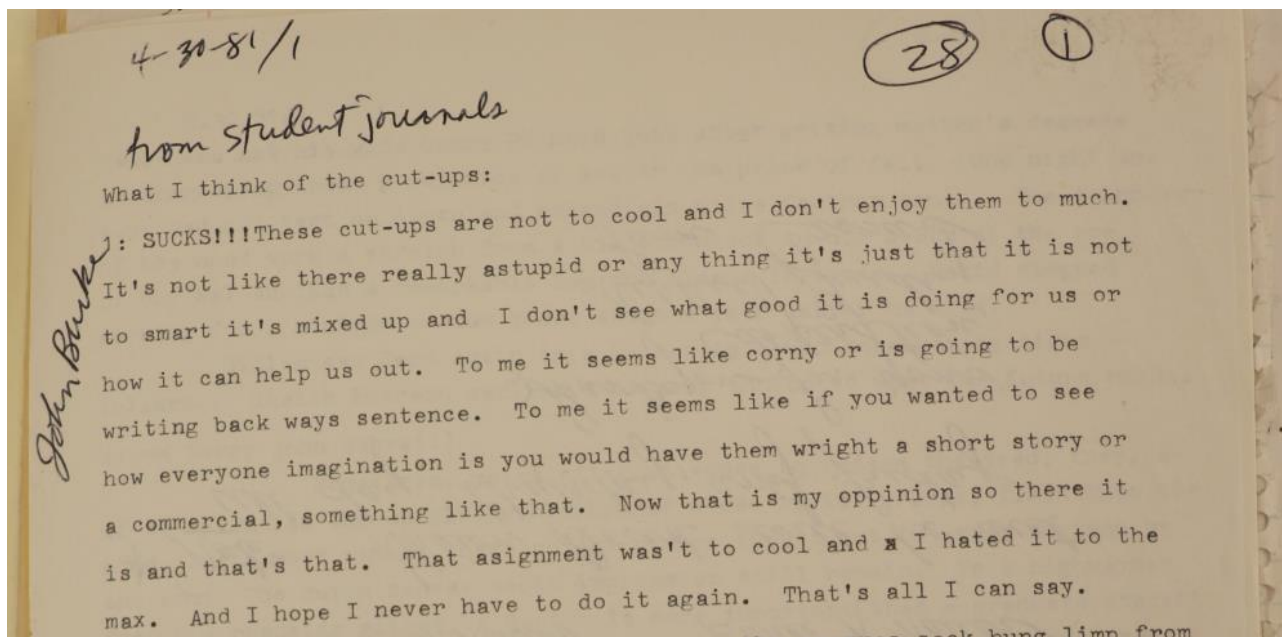 4-30-81/1
28
1
from student journals
What I think of the cut-ups:
John Burke
1: SUCKS!!!These cut-ups are not to cool and I don't enjoy them to much.
It's not like there really astupid or any thing it's just that it is not
to smart it's mixed up and I don't see what good it is doing for us or
how it can help us out. To me it seems like corny or is going to be
writing back ways sentence. To me it seems like if you wanted to see
how everyone imagination is you would have them wright a short story or
a commercial, something like that. Now that is my oppinion so there it
is and that's that. That asignment was't to cool and I hated it to the
max. And I hope I never have to do it again. That's all I can say.
hung limp from